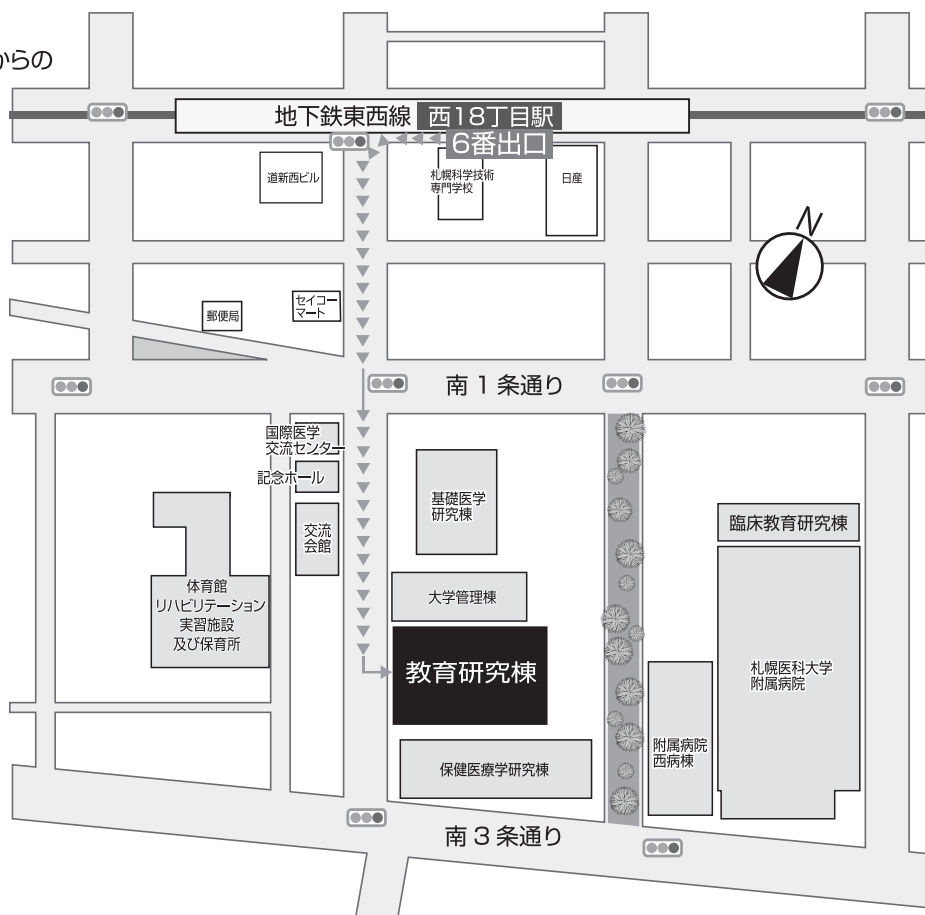 からの
地下鉄東西線 西18丁目駅
6番出口
道新西ビル
札幌科学技術
専門学校
日産
N
郵便局
セイコー
マート
南1条通り
国際医学
交流センター
記念ホール
交流
会館
基礎医学
研究棟
臨床教育研究棟
体育館
リハビリテーション
実習施設
及び保育所
大学管理棟
教育研究棟
札幌医科大学
附属病院
附属病院
西病棟
保健医療学研究棟
南3条通り